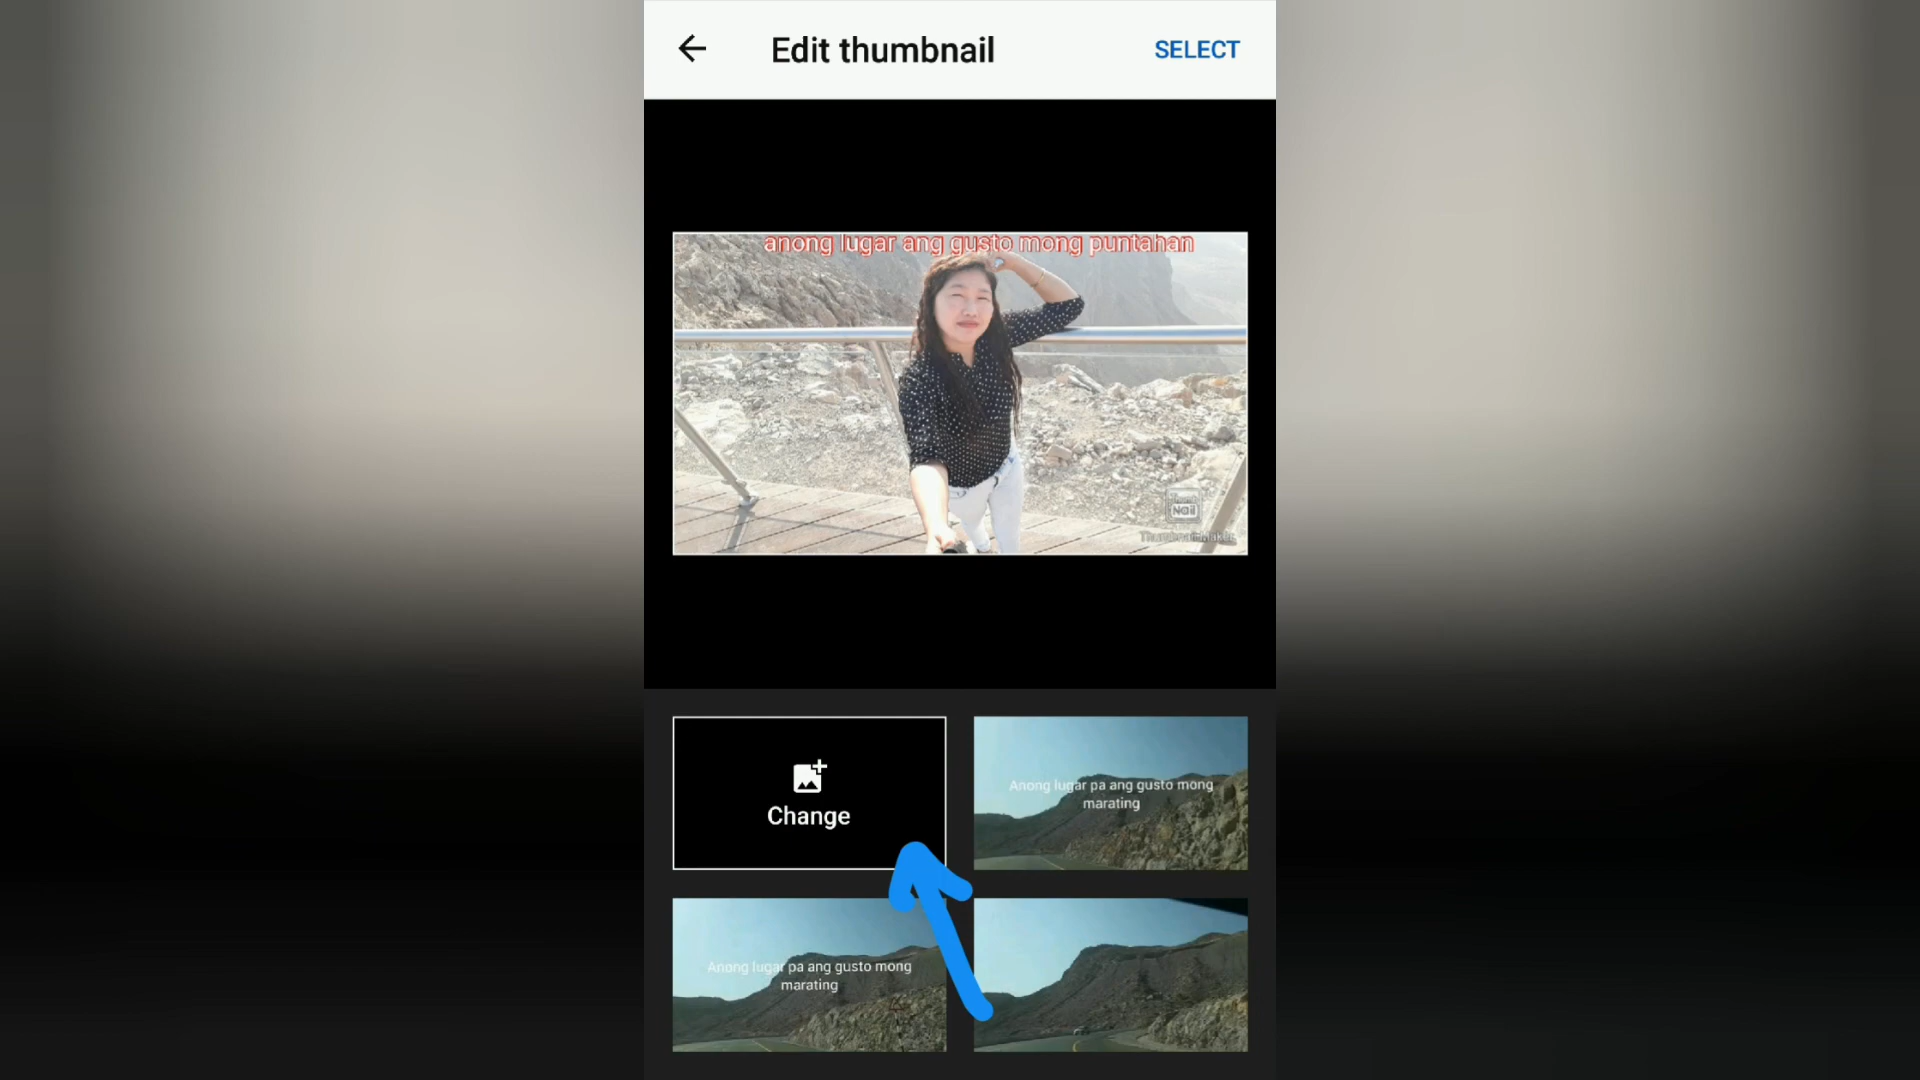 Edit thumbnail
SELECT
anong lugar ang gusto mong puntahan
NAil
Change
Anong lugar pa ang gusto mong
marating
Anong lugar pa ang gusto mong
marating